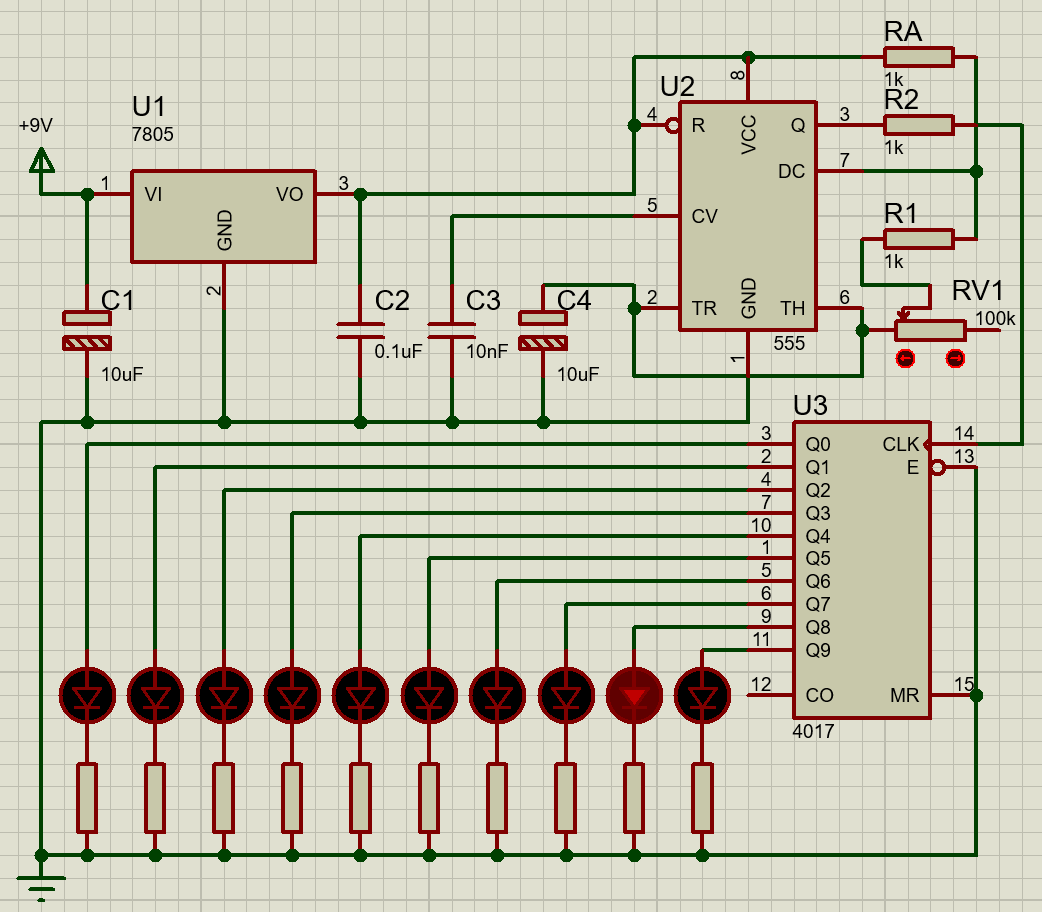 +9V
U1
7805
1
VI
VO
3
GND
2
C1
10uF
C2
0.1uF
C3
10nF
C4
10uF
U2
8
4
R
VCC
Q
3
DC
7
5
CV
2
TR
GND
TH
6
1
555
RA
1k
R2
1k
R1
1k
RV1
100k
U3
3
Q0
CLK
14
2
Q1
E
13
4
Q2
7
Q3
10
Q4
1
Q5
5
Q6
6
Q7
9
Q8
11
Q9
12
CO
MR
15
4017